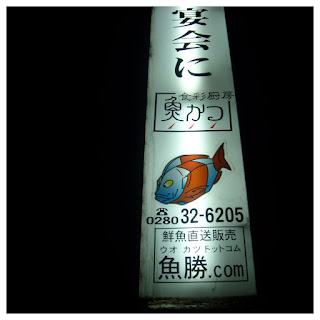 宴会に
食彩厨房
魚かつ
☎
0280 32-6205
鮮魚直送販売
ウオ カツ ドットコム
魚勝.com